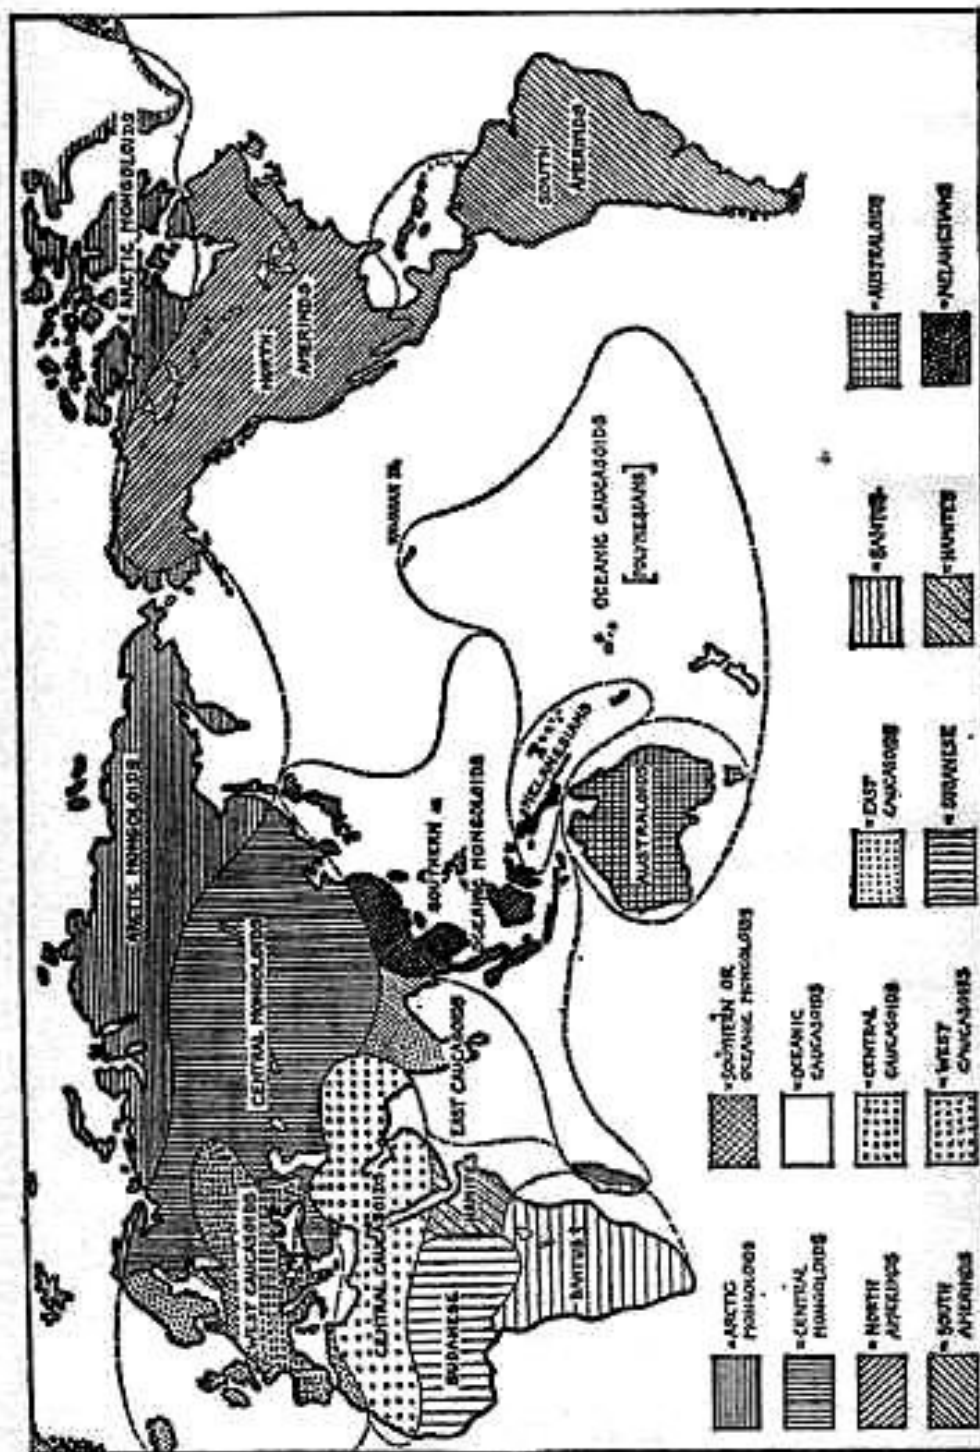 ARCTIC MONGOLOIDS
NORTH
AMERINDS
SOUTH
AMERINDS
ARCTIC MONGOLOIDS
CENTRAL MONGOLOIDS
WEST CAUCASOIDS
CENTRAL CAUCASOIDS
EAST CAUCASOIDS
SUDANESE
HAMITES
BANTUS
SOUTHERN &
OCEANIC MONGOLOIDS
MELANESIANS
AUSTRALOIDS
HAWAIIAN IS.
OCEANIC CAUCASOIDS
[POLYNESIANS]
=ARCTIC
MONGOLOIDS
=CENTRAL
MONGOLOIDS
=NORTH
AMERINDS
=SOUTH
AMERINDS
=SOUTHERN OR
OCEANIC MONGOLOIDS
=OCEANIC
CAUCASOIDS
=CENTRAL
CAUCASOIDS
=WEST
CAUCASOIDS
=EAST
CAUCASOIDS
=SUDANESE
=BANTUS
=HAMITES
=AUSTRALOIDS
=MELANESIANS